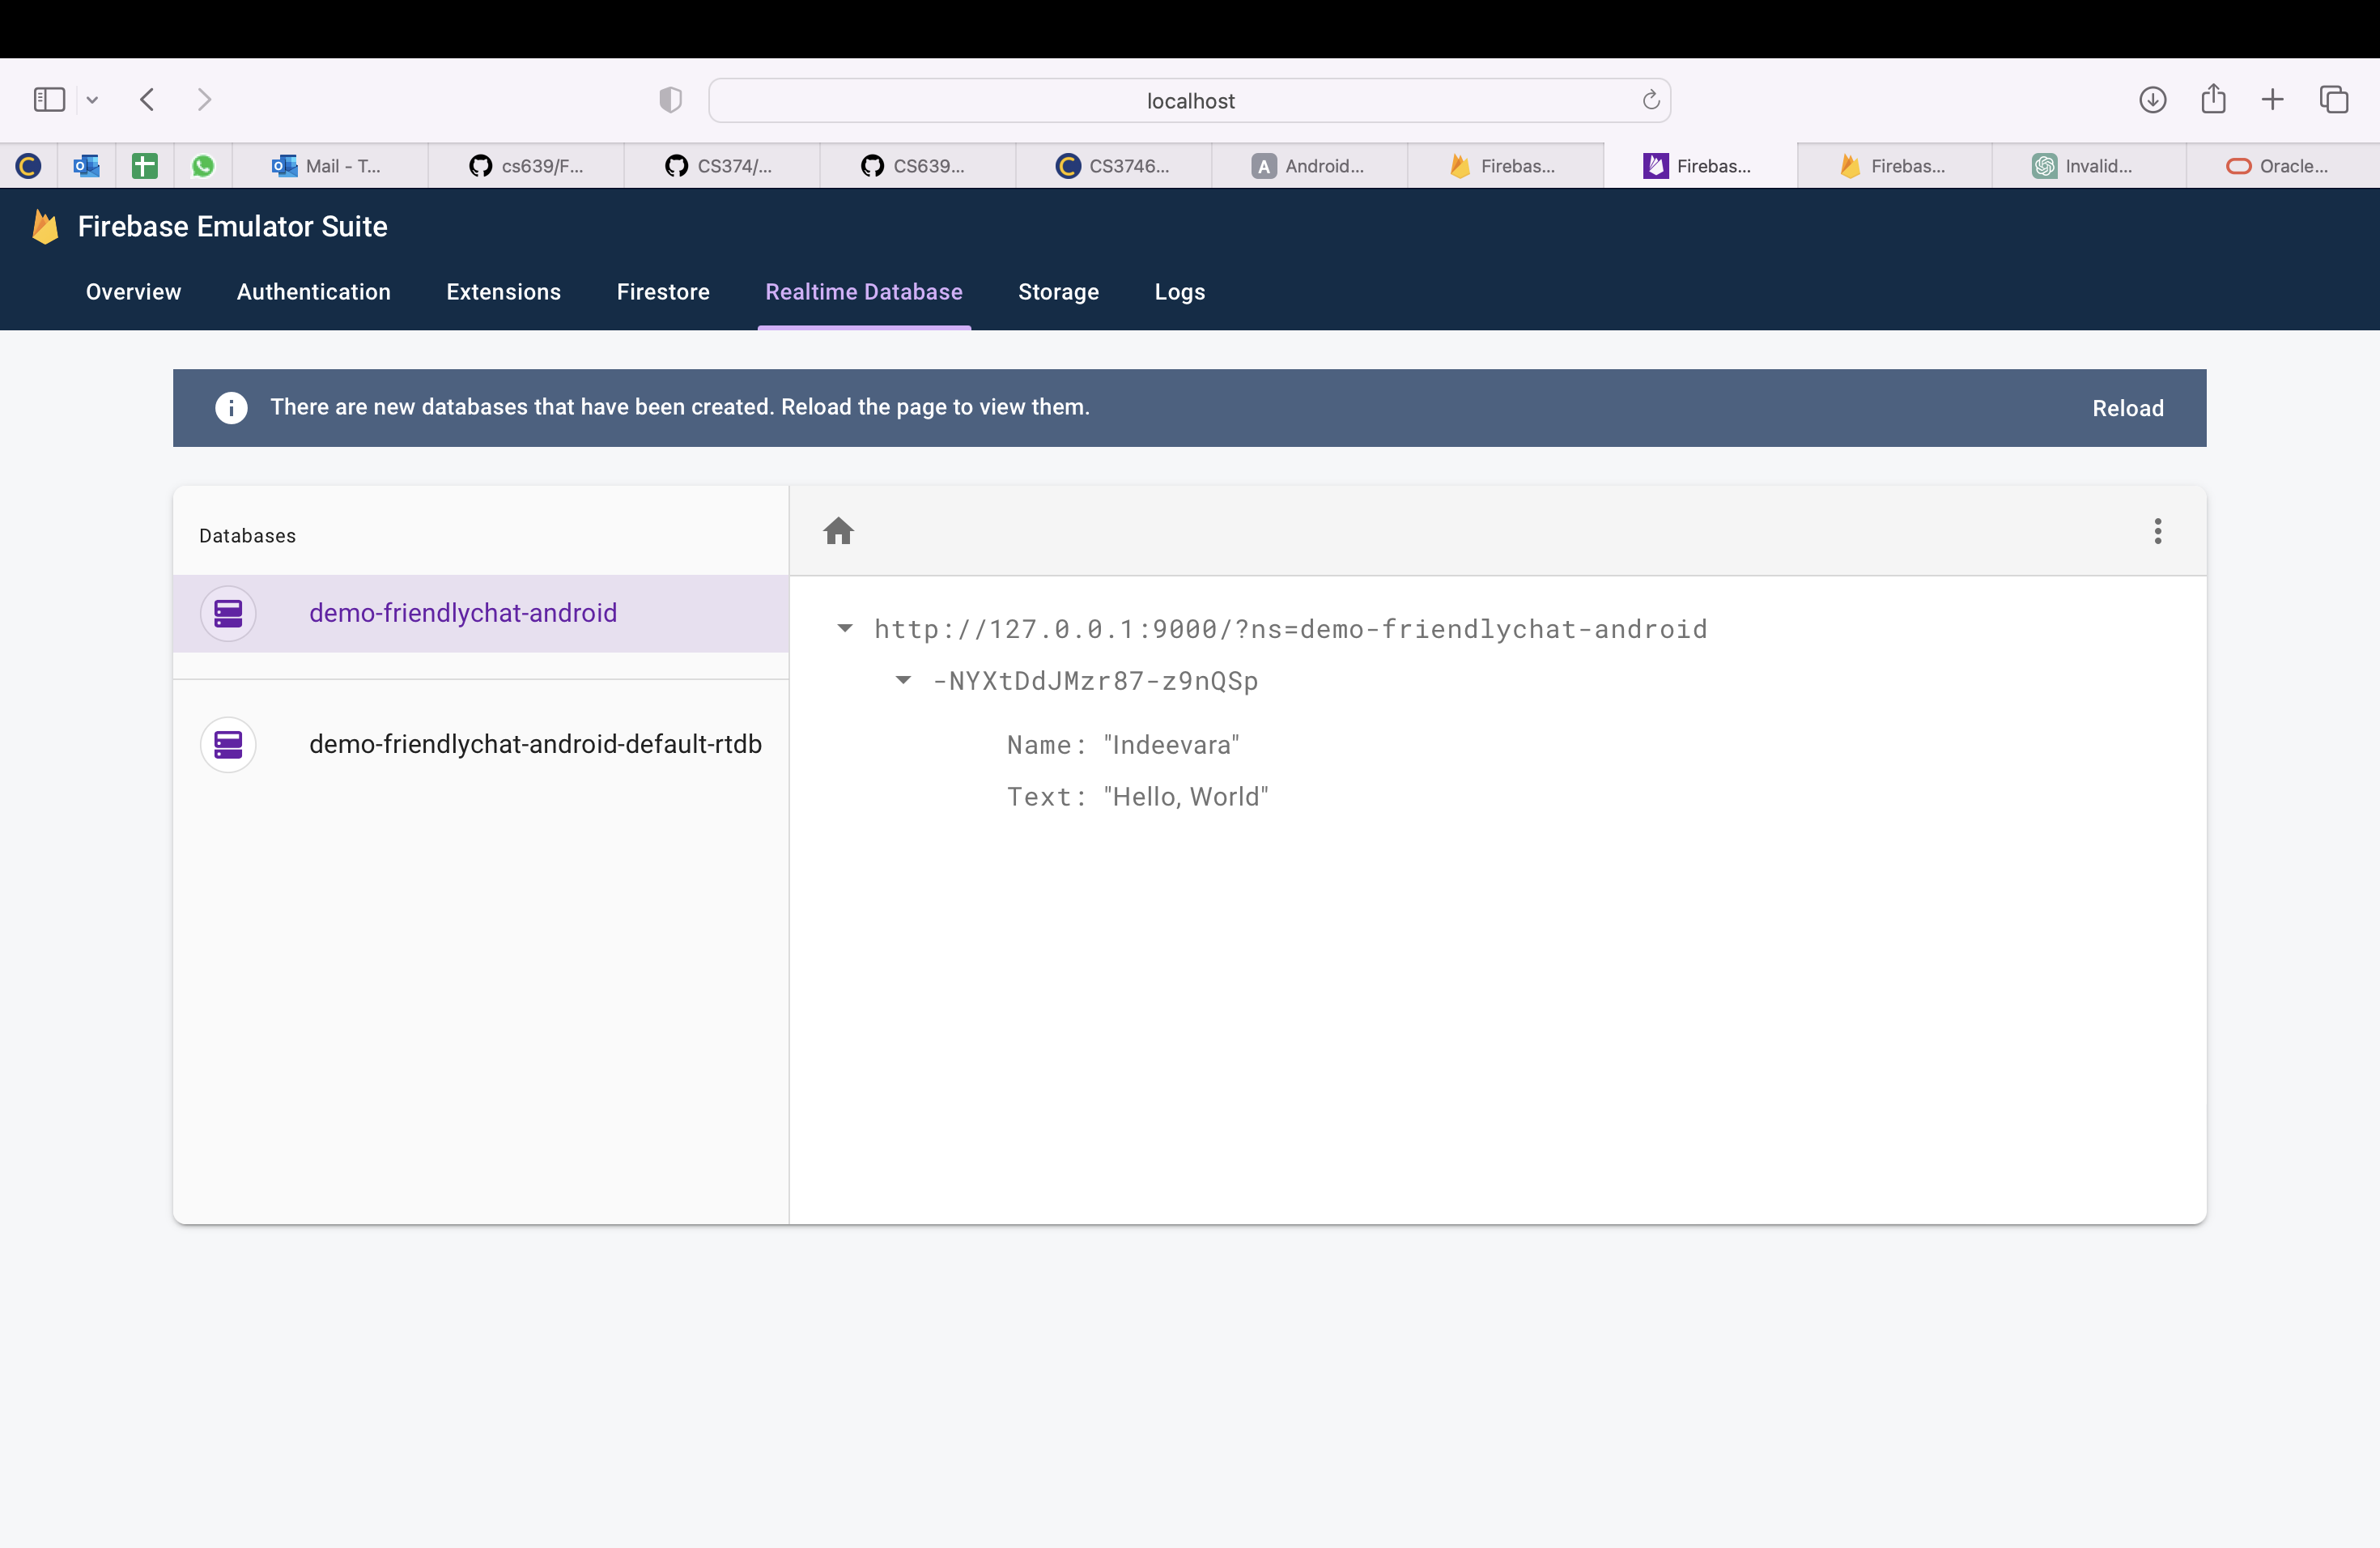 localhost
Mail - T...
cs639/F...
CS374/...
CS639...
CS3746...
A Android...
Firebas...
Firebas...
Firebas...
Invalid...
Oracle...
Firebase Emulator Suite
Overview Authentication Extensions Firestore Realtime Database Storage Logs
There are new databases that have been created. Reload the page to view them. Reload
Databases
demo-friendlychat-android
demo-friendlychat-android-default-rtdb
http://127.0.0.1:9000/?ns=demo-friendlychat-android
-NYXtDdJMzr87-z9nQSp
Name: "Indeevara"
Text: "Hello, World"